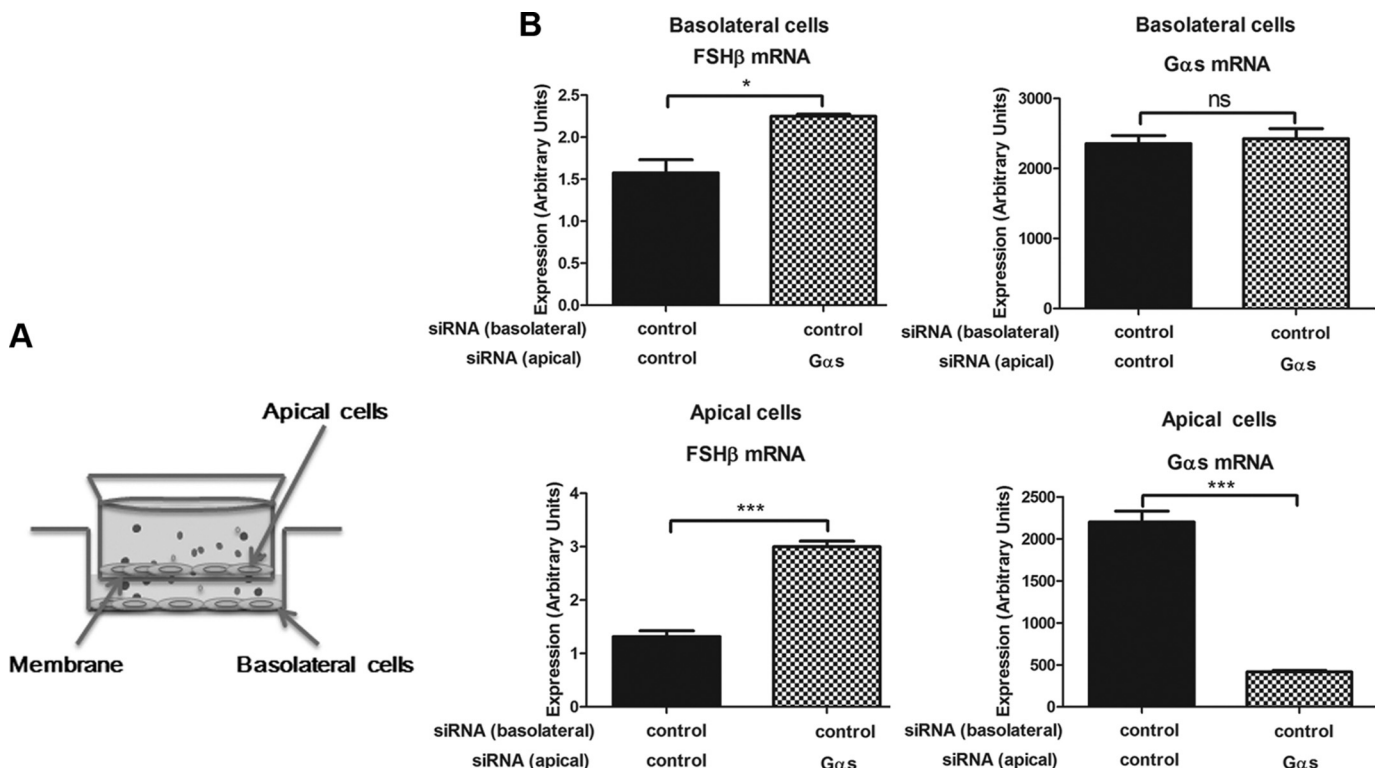 A
Apical cells
Membrane
Basolateral cells
B
Basolateral cells
FSHβ mRNA
*
Expression (Arbitrary Units)
2.5
2.0
1.5
1.0
0.5
0.0
siRNA (basolateral) control control
siRNA (apical) control Gαs
Basolateral cells
Gαs mRNA
ns
Expression (Arbitrary Units)
3000
2000
1000
0
siRNA (basolateral) control control
siRNA (apical) control Gαs
Apical cells
FSHβ mRNA
***
Expression (Arbitrary Units)
4
3
2
1
0
siRNA (basolateral) control control
siRNA (apical) control Gαs
Apical cells
Gαs mRNA
***
Expression (Arbitrary Units)
2500
2000
1500
1000
500
0
siRNA (basolateral) control control
siRNA (apical) control Gαs